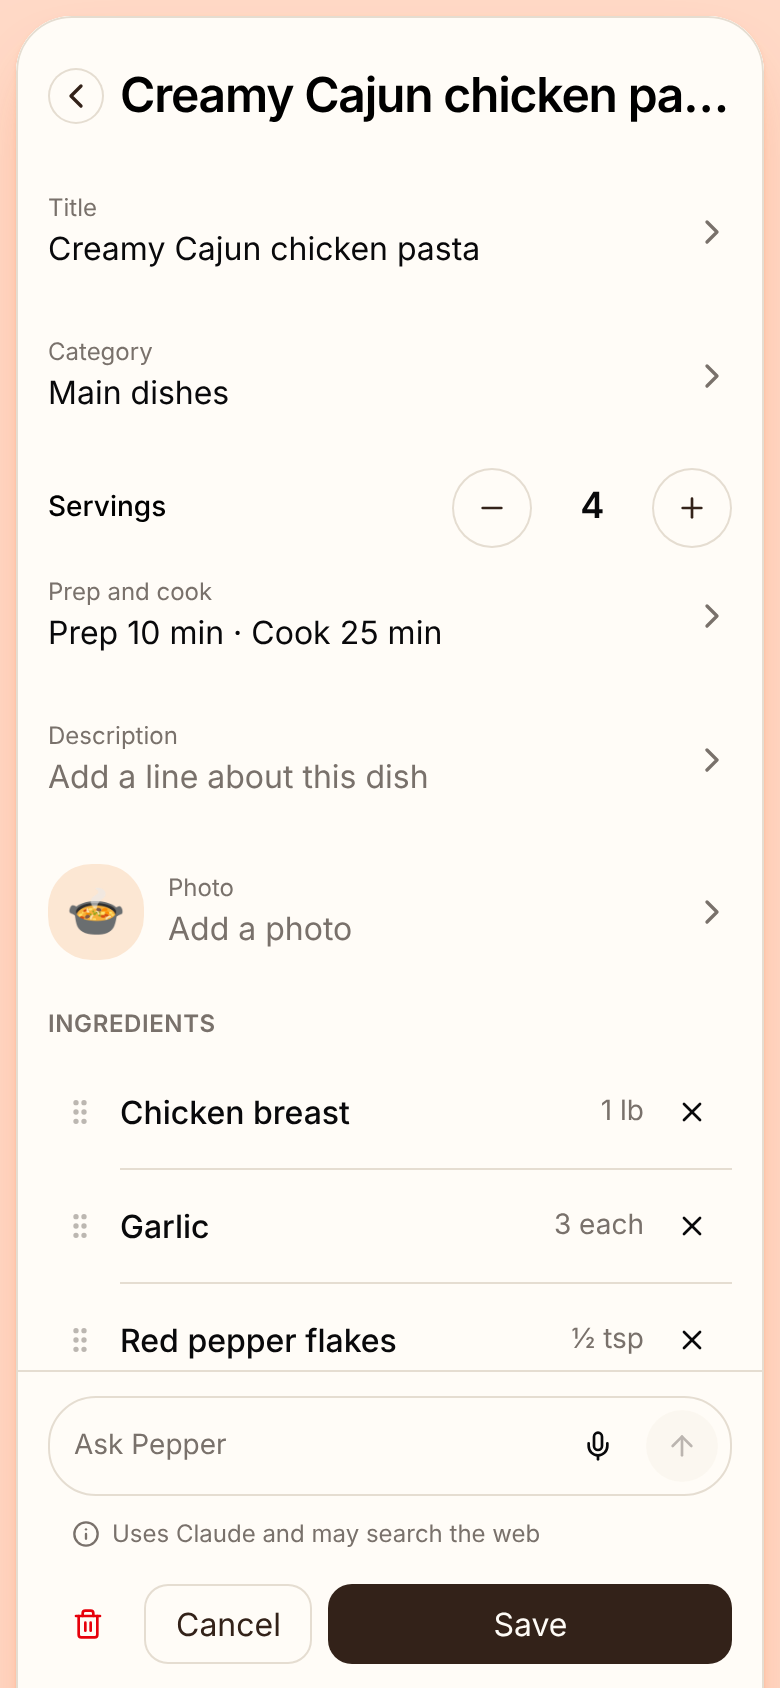 Creamy Cajun chicken pa...
Title
Creamy Cajun chicken pasta
Category
Main dishes
Servings
4
Prep and cook
Prep 10 min · Cook 25 min
Description
Add a line about this dish
Photo
Add a photo
INGREDIENTS
Chicken breast 1 lb
Garlic 3 each
Red pepper flakes ½ tsp
Ask Pepper
Uses Claude and may search the web
Cancel Save